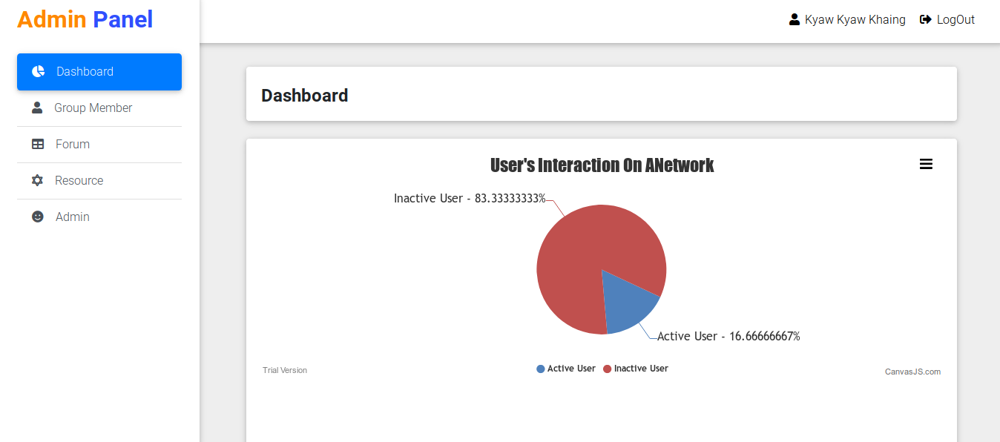 Admin Panel
Kyaw Kyaw Khaing
LogOut
Dashboard
Group Member
Forum
Resource
Admin
Dashboard
User's Interaction On ANetwork
Inactive User - 83.33333333%
Active User - 16.66666667%
Active User
Inactive User
Trial Version
CanvasJS.com